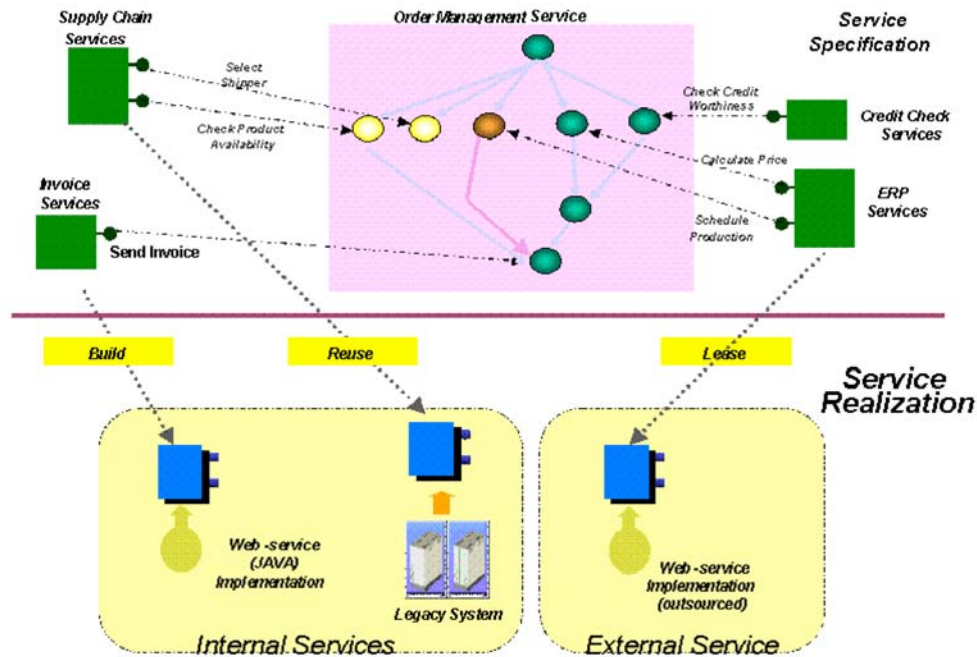 Supply Chain
Services
Order Management Service
Service
Specification
Select
Shipper
Check Product
Availability
Check Credit
Worthiness
Credit Check
Services
Calculate Price
Invoice
Services
Send Invoice
Schedule
Production
ERP
Services
Build
Reuse
Lease
Service
Realization
Web -service
(JAVA)
Implementation
Legacy System
Web -service
Implementation
(outsourced)
Internal Services
External Service